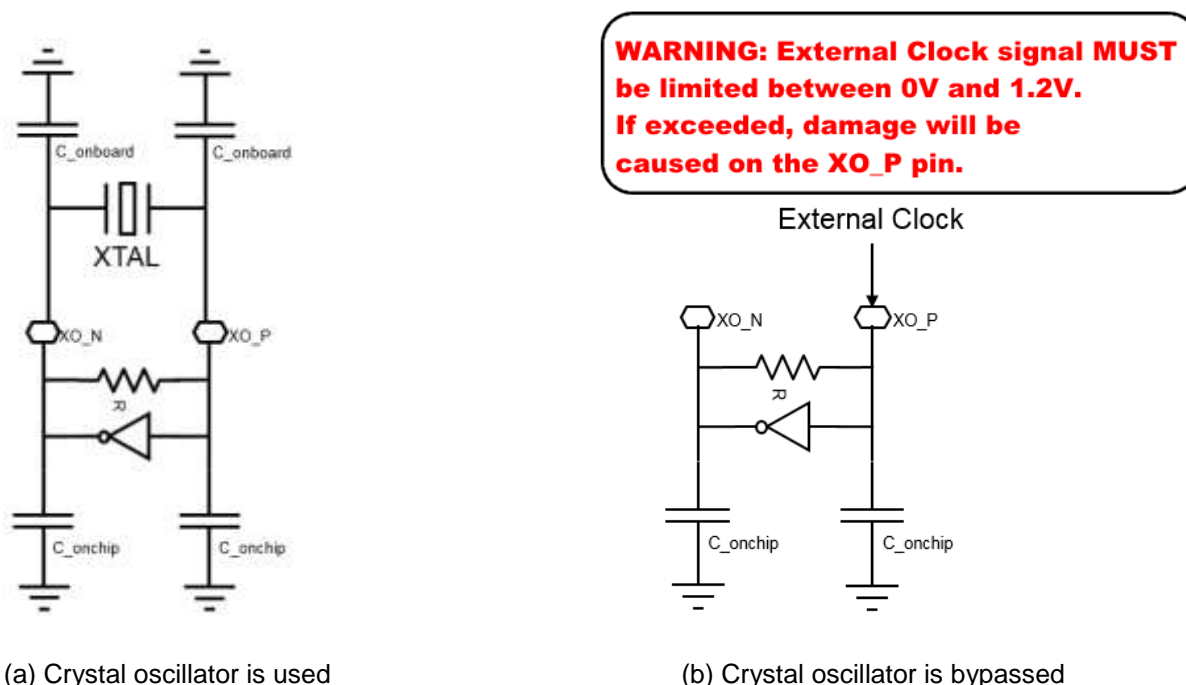 WARNING: External Clock signal MUST
be limited between 0V and 1.2V.
If exceeded, damage will be
caused on the XO_P pin.
C_onboard
C_onboard
XTAL
XO_N
XO_P
R
C_onchip
C_onchip
(a) Crystal oscillator is used
External Clock
XO_N
XO_P
R
C_onchip
C_onchip
(b) Crystal oscillator is bypassed